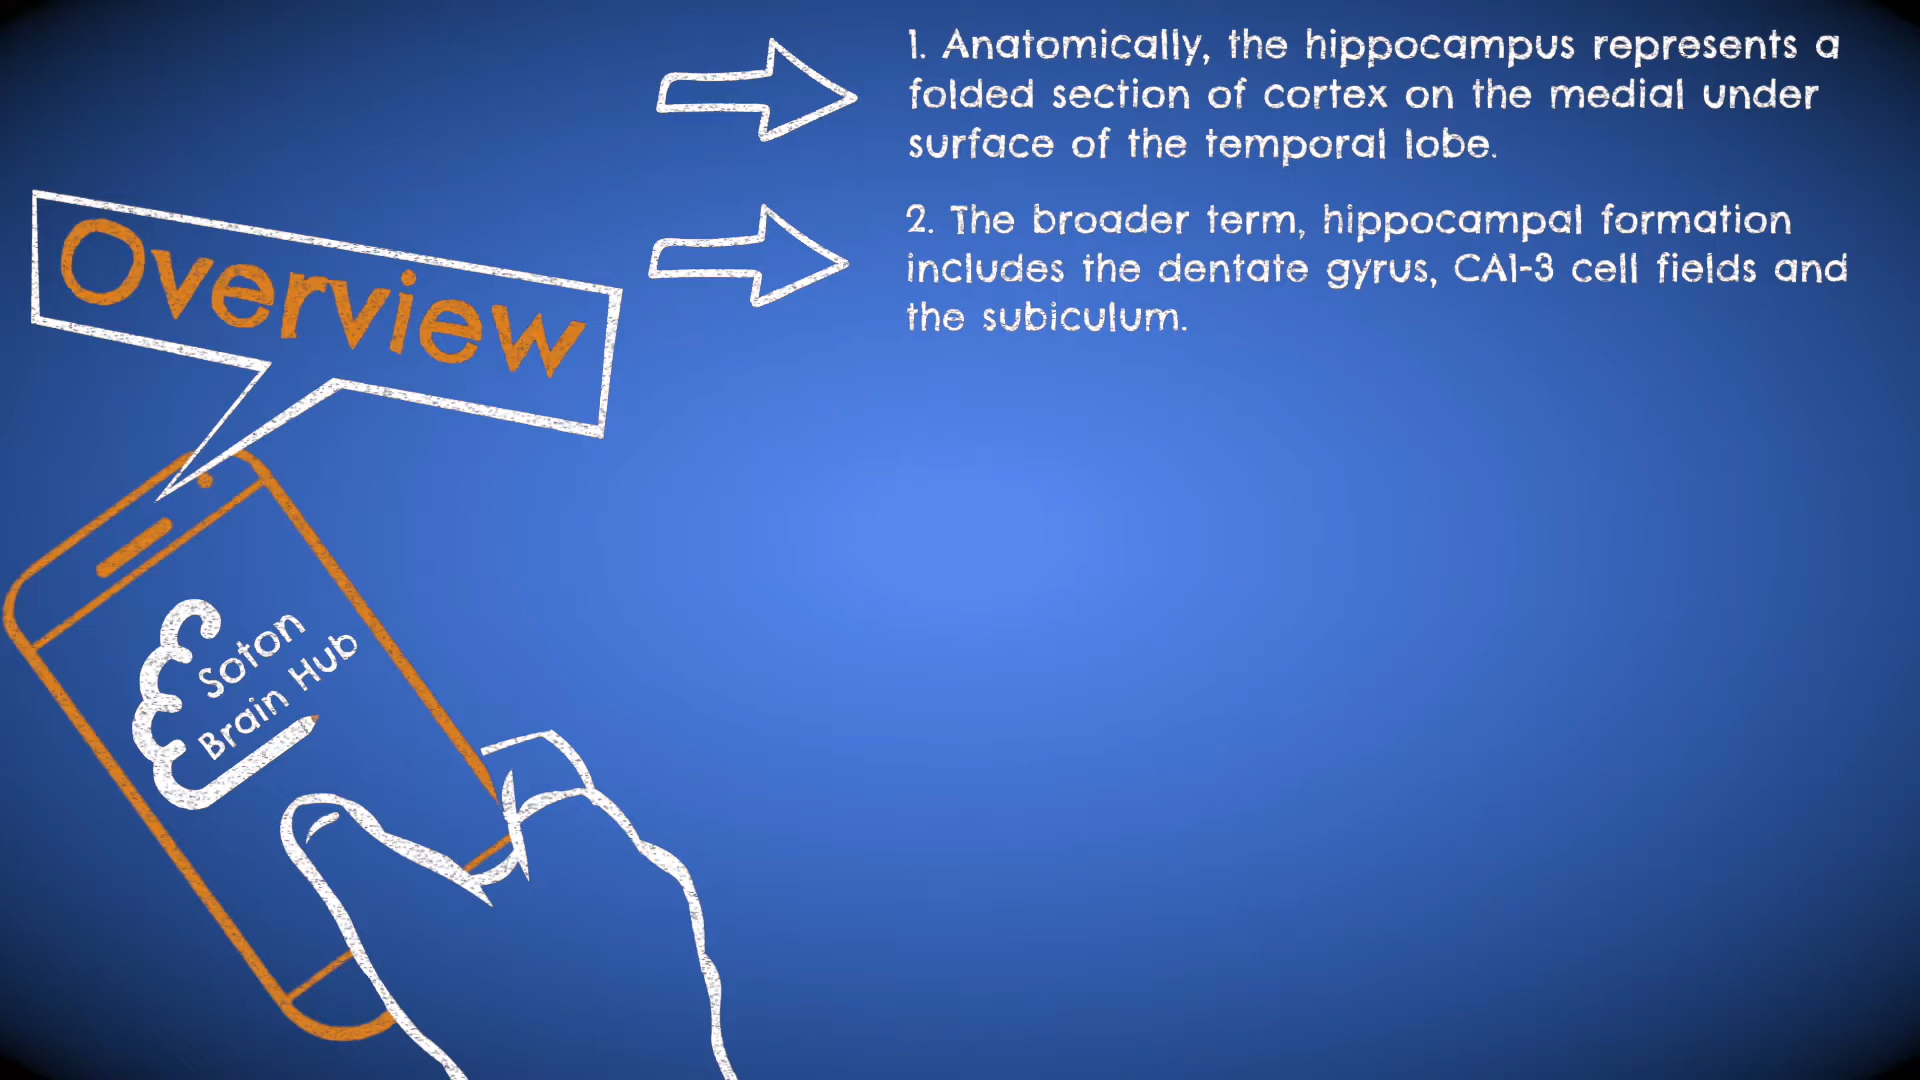 Overview
1. Anatomically, the hippocampus represents a
folded section of cortex on the medial under
surface of the temporal lobe.
2. The broader term, hippocampal formation
includes the dentate gyrus, CA1-3 cell fields and
the subiculum.
Soton
Brain Hub